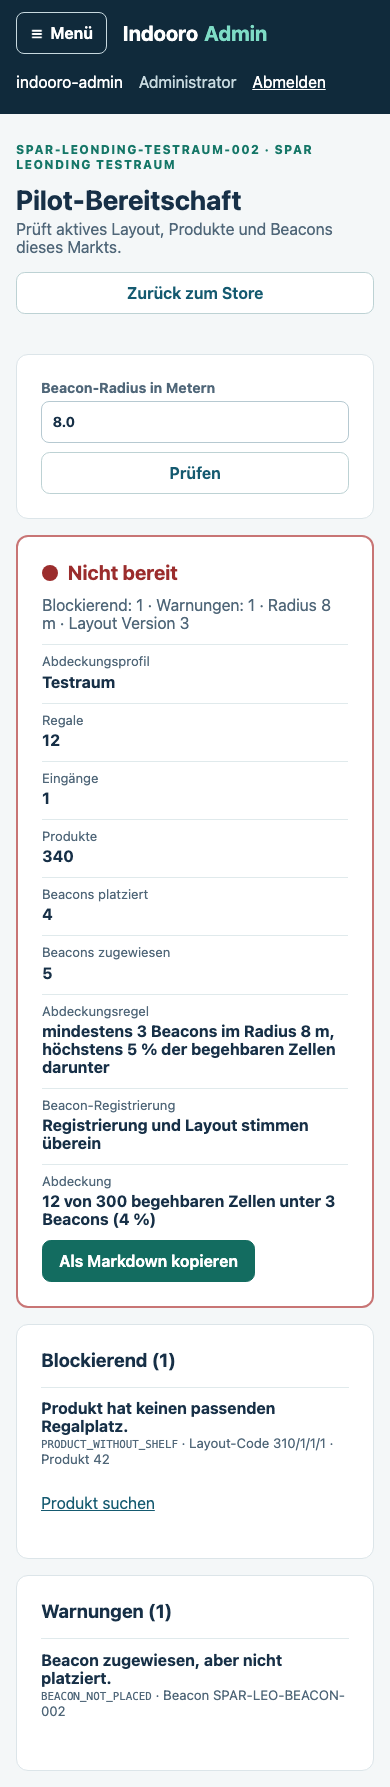 ≡ Menü
Indooro Admin
indooro-admin Administrator Abmelden
SPAR-LEONDING-TESTRAUM-002 · SPAR
LEONDING TESTRAUM
Pilot-Bereitschaft
Prüft aktives Layout, Produkte und Beacons
dieses Markts.
Zurück zum Store
Beacon-Radius in Metern
8.0
Prüfen
Nicht bereit
Blockierend: 1 · Warnungen: 1 · Radius 8
m · Layout Version 3
Abdeckungsprofil
Testraum
Regale
12
Eingänge
1
Produkte
340
Beacons platziert
4
Beacons zugewiesen
5
Abdeckungsregel
mindestens 3 Beacons im Radius 8 m,
höchstens 5 % der begehbaren Zellen
darunter
Beacon-Registrierung
Registrierung und Layout stimmen
überein
Abdeckung
12 von 300 begehbaren Zellen unter 3
Beacons (4 %)
Als Markdown kopieren
Blockierend (1)
Produkt hat keinen passenden
Regalplatz.
PRODUCT_WITHOUT_SHELF · Layout-Code 310/1/1/1 ·
Produkt 42
Produkt suchen
Warnungen (1)
Beacon zugewiesen, aber nicht
platziert.
BEACON_NOT_PLACED · Beacon SPAR-LEO-BEACON-
002